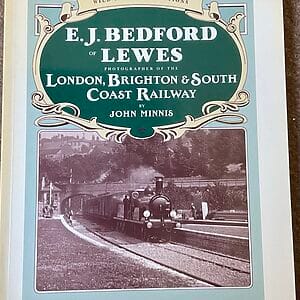 E.J. BEDFORD
OF LEWES
PHOTOGRAPHER OF THE
LONDON, BRIGHTON & SOUTH
COAST RAILWAY
BY
JOHN MINNIS